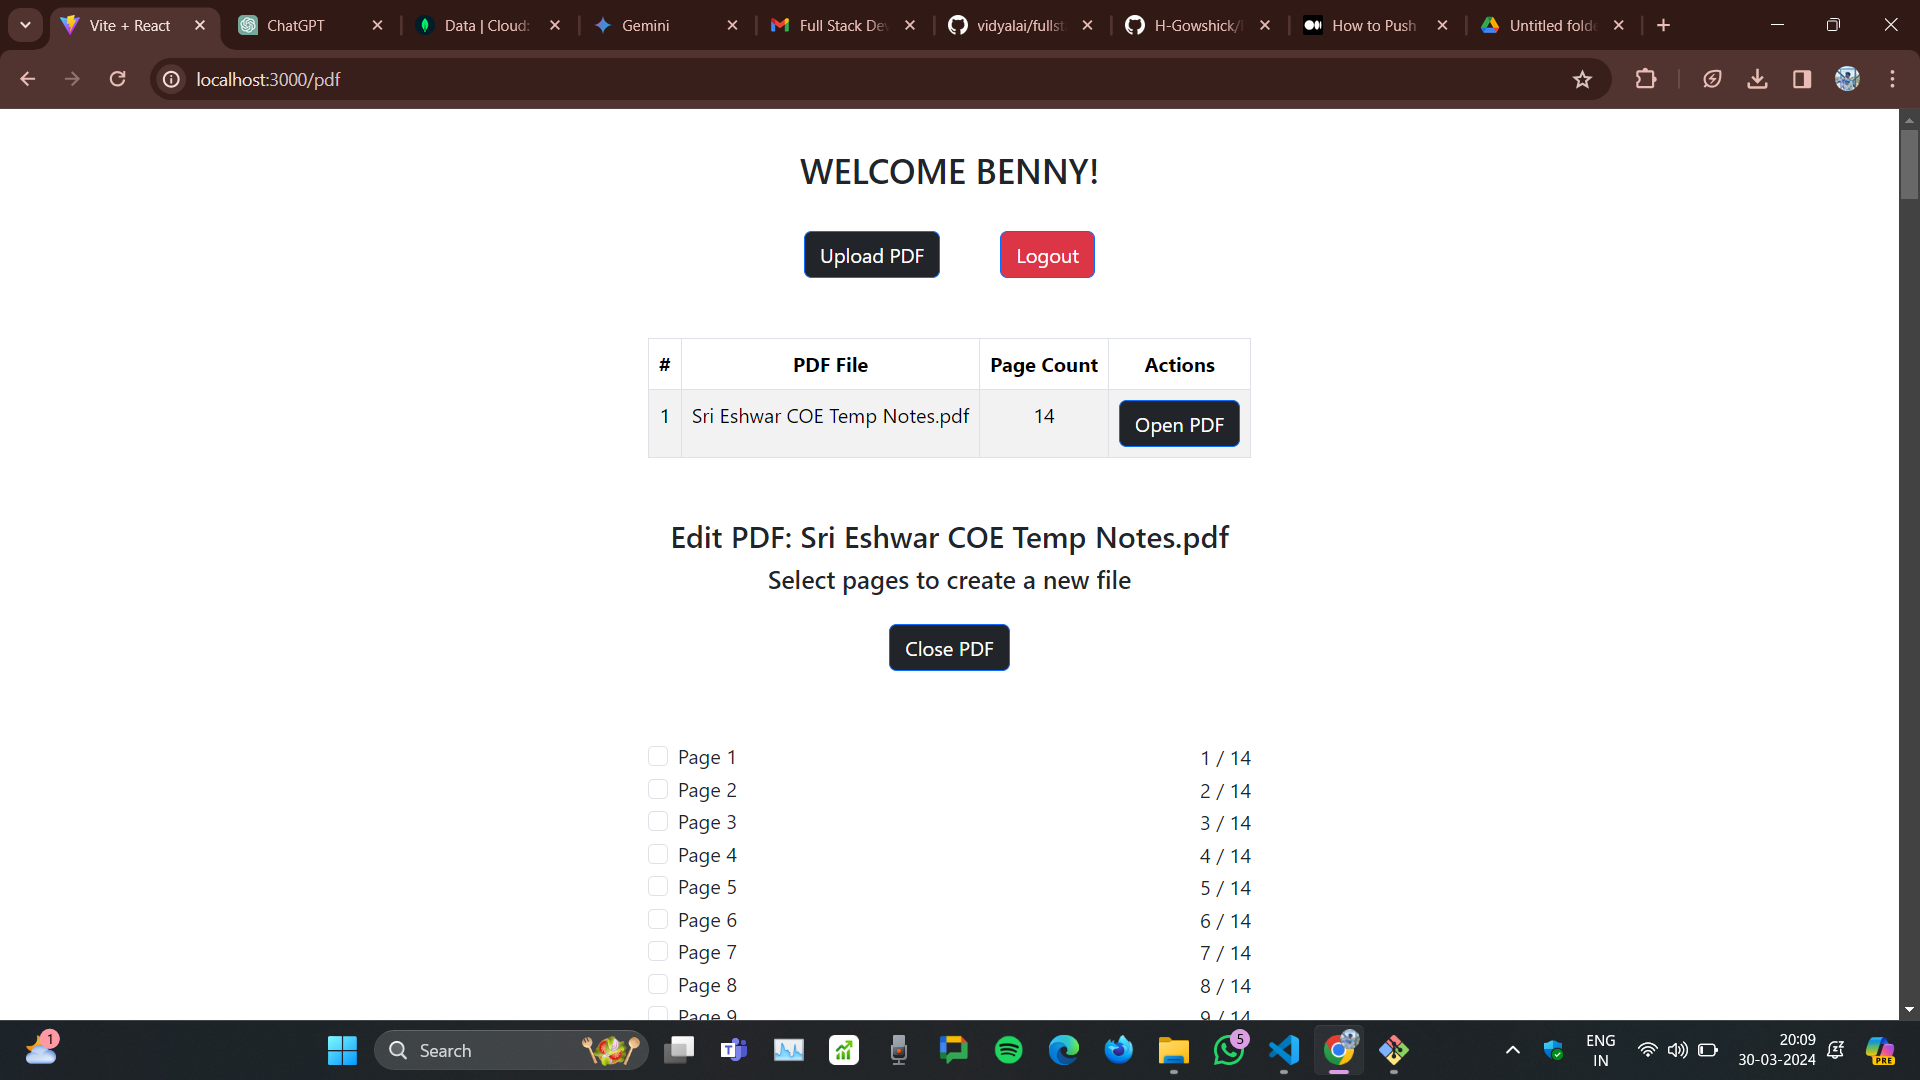 Vite + React
ChatGPT
Data | Cloud:
Gemini
Full Stack Dev
vidyalai/fullst
H-Gowshick/
How to Push
Untitled folde
localhost:3000/pdf
WELCOME BENNY!
Upload PDF
Logout
# PDF File Page Count Actions
1 Sri Eshwar COE Temp Notes.pdf 14 Open PDF
Edit PDF: Sri Eshwar COE Temp Notes.pdf
Select pages to create a new file
Close PDF
Page 1 1 / 14
Page 2 2 / 14
Page 3 3 / 14
Page 4 4 / 14
Page 5 5 / 14
Page 6 6 / 14
Page 7 7 / 14
Page 8 8 / 14
Page 9 9 / 14
1
Search
5
ENG
IN
20:09
30-03-2024
PRE